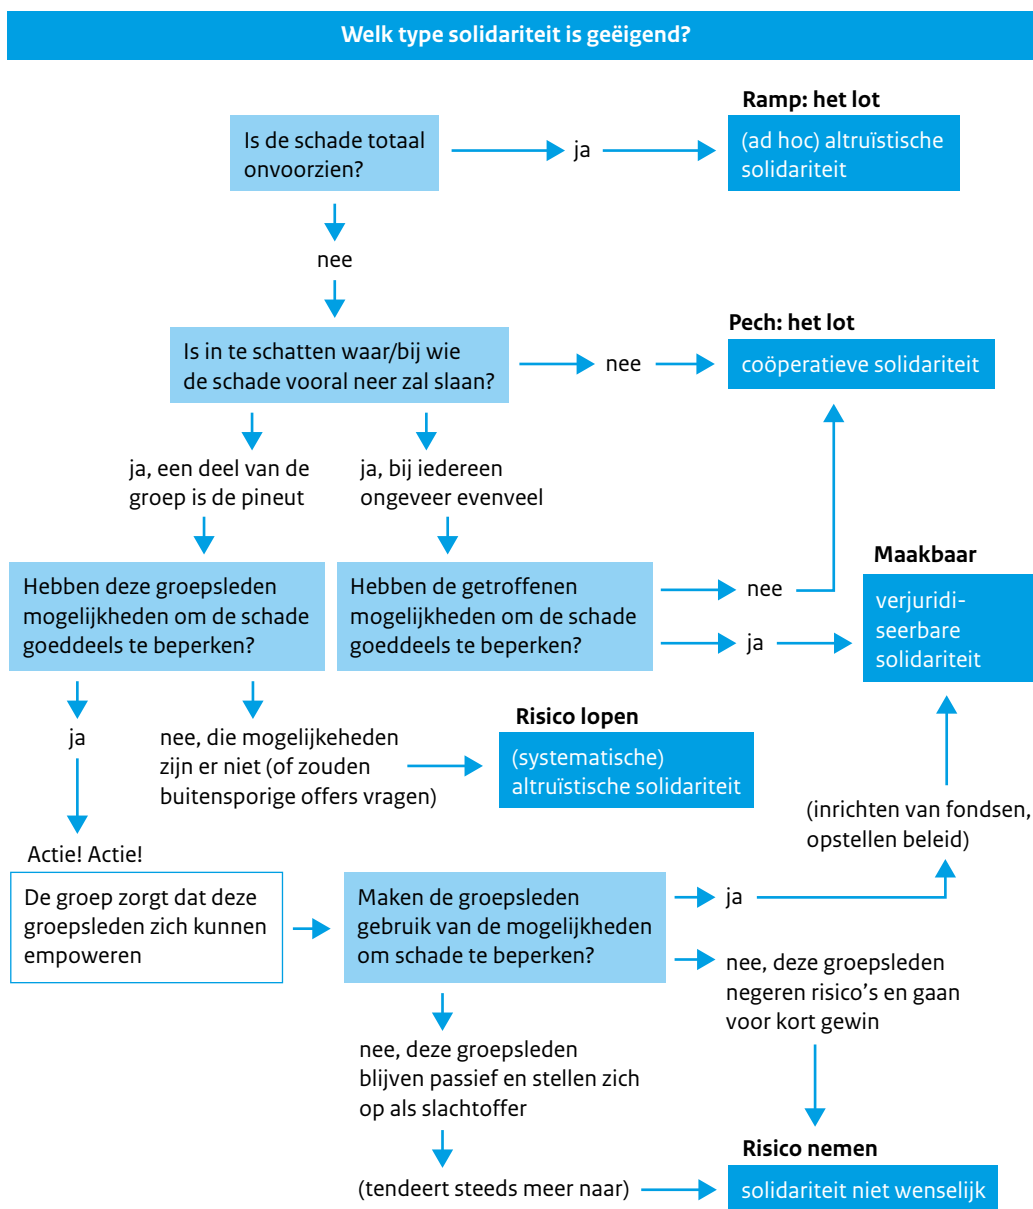 Welk type solidariteit is geëigend?
Ramp: het lot
Is de schade totaal
onvoorzien?
ja
(ad hoc) altruïstische
solidariteit
nee
Pech: het lot
Is in te schatten waar/bij wie
de schade vooral neer zal slaan?
nee
coöperatieve solidariteit
ja, een deel van de
groep is de pineut
ja, bij iedereen
ongeveer evenveel
Maakbaar
Hebben deze groepsleden
mogelijkheden om de schade
goeddeels te beperken?
Hebben de getroffenen
mogelijkheden om de schade
goeddeels te beperken?
nee
ja
verjuridi-
seerbare
solidariteit
ja
nee, die mogelijkeheden
zijn er niet (of zouden
buitensporige offers vragen)
Risico lopen
(systematische)
altruïstische solidariteit
(inrichten van fondsen,
opstellen beleid)
Actie! Actie!
De groep zorgt dat deze
groepsleden zich kunnen
empoweren
Maken de groepsleden
gebruik van de mogelijkheden
om schade te beperken?
ja
nee, deze groepsleden
negeren risico's en gaan
voor kort gewin
nee, deze groepsleden
blijven passief en stellen zich
op als slachtoffer
Risico nemen
(tendeert steeds meer naar)
solidariteit niet wenselijk